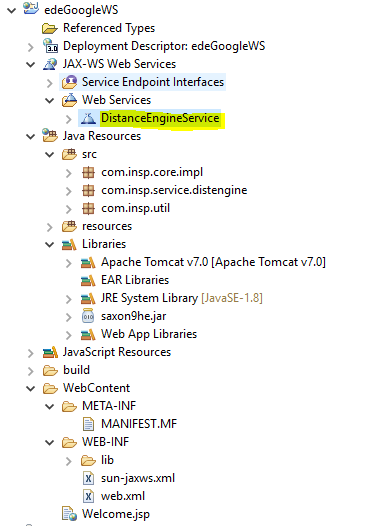 edeGoogleWS
Referenced Types
Deployment Descriptor: edeGoogleWS
JAX-WS Web Services
Service Endpoint Interfaces
Web Services
DistanceEngineService
Java Resources
src
com.insp.core.impl
com.insp.service.distengine
com.insp.util
resources
Libraries
Apache Tomcat v7.0 [Apache Tomcat v7.0]
EAR Libraries
JRE System Library [JavaSE-1.8]
saxon9he.jar
Web App Libraries
JavaScript Resources
build
WebContent
META-INF
MANIFEST.MF
WEB-INF
lib
sun-jaxws.xml
web.xml
Welcome.jsp